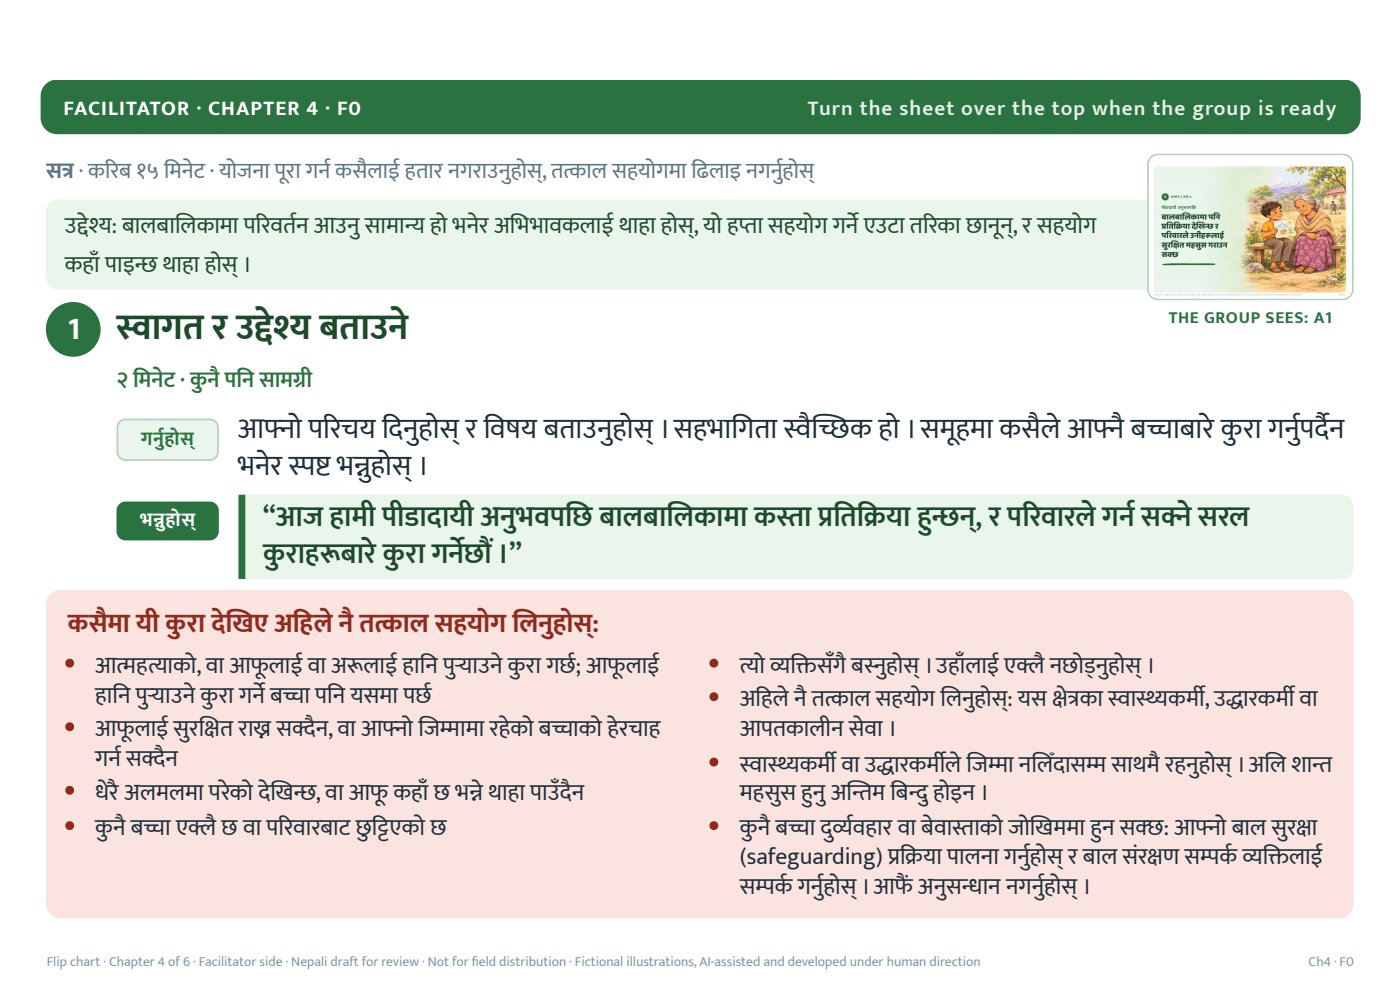 FACILITATOR · CHAPTER 4 · F0
Turn the sheet over the top when the group is ready
सत्र · करिब १५ मिनेट · योजना पूरा गर्न कसैलाई हतार नगराउनुहोस्, तत्काल सहयोगमा ढिलाइ नगर्नुहोस्
उद्देश्य: बालबालिकामा परिवर्तन आउनु सामान्य हो भनेर अभिभावकलाई थाहा होस्, यो हप्ता सहयोग गर्ने एउटा तरिका छानून्, र सहयोग
कहाँ पाइन्छ थाहा होस् ।
बालबालिकामा पनि
प्रतिक्रिया देखिन्छ र
परिवारले उनीहरूलाई
सुरक्षित महसुस गराउन
सक्छ
THE GROUP SEES: A1
1 स्वागत र उद्देश्य बताउने
२ मिनेट · कुनै पनि सामग्री
गर्नुहोस्
आफ्नो परिचय दिनुहोस् र विषय बताउनुहोस् । सहभागिता स्वैच्छिक हो । समूहमा कसैले आफ्नै बच्चाबारे कुरा गर्नुपर्दैन
भनेर स्पष्ट भन्नुहोस् ।
भन्नुहोस्
“आज हामी पीडादायी अनुभवपछि बालबालिकामा कस्ता प्रतिक्रिया हुन्छन्, र परिवारले गर्न सक्ने सरल
कुराहरूबारे कुरा गर्नेछौं ।”
कसैमा यी कुरा देखिए अहिले नै तत्काल सहयोग लिनुहोस्:
• आत्महत्याको, वा आफूलाई वा अरूलाई हानि पुर्‍याउने कुरा गर्छ; आफूलाई
हानि पुर्‍याउने कुरा गर्ने बच्चा पनि यसमा पर्छ
• आफूलाई सुरक्षित राख्न सक्दैन, वा आफ्नो जिम्मामा रहेको बच्चाको हेरचाह
गर्न सक्दैन
• धेरै अलमलमा परेको देखिन्छ, वा आफू कहाँ छ भन्ने थाहा पाउँदैन
• कुनै बच्चा एक्लै छ वा परिवारबाट छुट्टिएको छ
• त्यो व्यक्तिसँगै बस्नुहोस् । उहाँलाई एक्लै नछोड्नुहोस् ।
• अहिले नै तत्काल सहयोग लिनुहोस्: यस क्षेत्रका स्वास्थ्यकर्मी, उद्धारकर्मी वा
आपतकालीन सेवा ।
• स्वास्थ्यकर्मी वा उद्धारकर्मीले जिम्मा नलिँदासम्म साथमै रहनुहोस् । अलि शान्त
महसुस हुनु अन्तिम बिन्दु होइन ।
• कुनै बच्चा दुर्व्यवहार वा बेवास्ताको जोखिममा हुन सक्छ: आफ्नो बाल सुरक्षा
(safeguarding) प्रक्रिया पालना गर्नुहोस् र बाल संरक्षण सम्पर्क व्यक्तिलाई
सम्पर्क गर्नुहोस् । आफैं अनुसन्धान नगर्नुहोस् ।
Flip chart · Chapter 4 of 6 · Facilitator side · Nepali draft for review · Not for field distribution · Fictional illustrations, AI-assisted and developed under human direction
Ch4 · F0